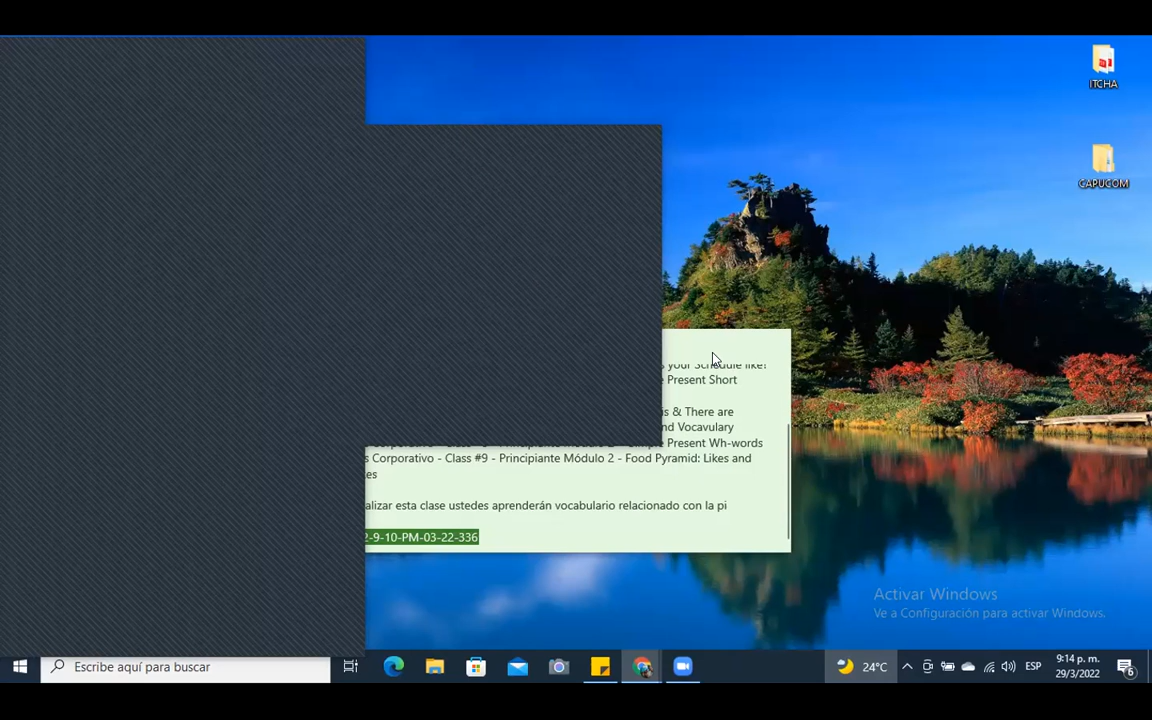 ITCHA
CAPUCOM
your Schedule like?
e Present Short
is & There are
nd Vocavulary
Corporativo - Class - Principiante Módulo 2 - Simple Present Wh-words
s Corporativo - Class #9 - Principiante Módulo 2 - Food Pyramid: Likes and
es
alizar esta clase ustedes aprenderán vocabulario relacionado con la pi
2-9-10-PM-03-22-336
Activar Windows
Ve a Configuración para activar Windows.
Escribe aquí para buscar
24°C
ESP
9:14 p. m.
29/3/2022
6